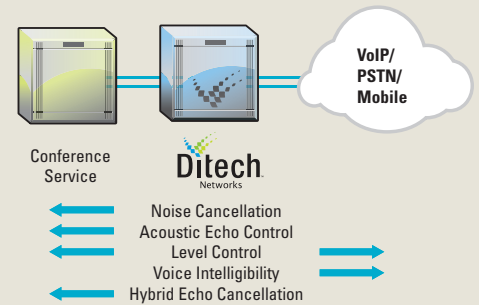 VoIP/
PSTN/
Mobile
Conference
Service
Ditech
Networks
Noise Cancellation
Acoustic Echo Control
Level Control
Voice Intelligibility
Hybrid Echo Cancellation